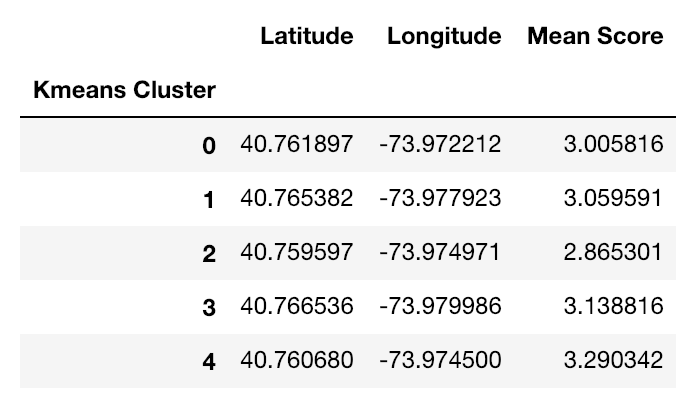 Latitude Longitude Mean Score
Kmeans Cluster
0 40.761897 -73.972212 3.005816
1 40.765382 -73.977923 3.059591
2 40.759597 -73.974971 2.865301
3 40.766536 -73.979986 3.138816
4 40.760680 -73.974500 3.290342